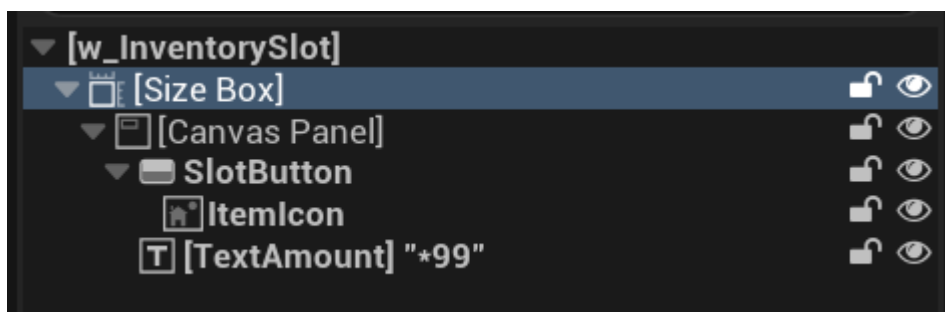 [w_InventorySlot]
[Size Box]
[Canvas Panel]
SlotButton
ItemIcon
T [TextAmount] "*99"